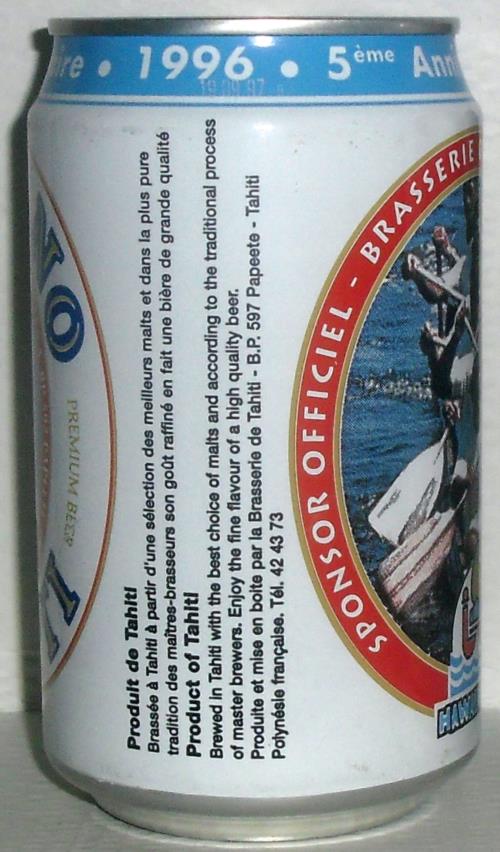 1996 • 5ème
19.09.97
NO
PREMIUM BEER
Produit de Tahiti
Brassée à Tahiti à partir d'une sélection des meilleurs malts et dans la plus pure
tradition des maîtres-brasseurs son goût raffiné en fait une bière de grande qualité
Product of Tahiti
Brewed in Tahiti with the best choice of malts and according to the traditional process
of master brewers. Enjoy the fine flavour of a high quality beer.
Produite et mise en boîte par la Brasserie de Tahiti - B.P. 597 Papeete - Tahiti
Polynésie française. Tél. 42 43 73
SPONSOR OFFICIEL - BRASSERIE